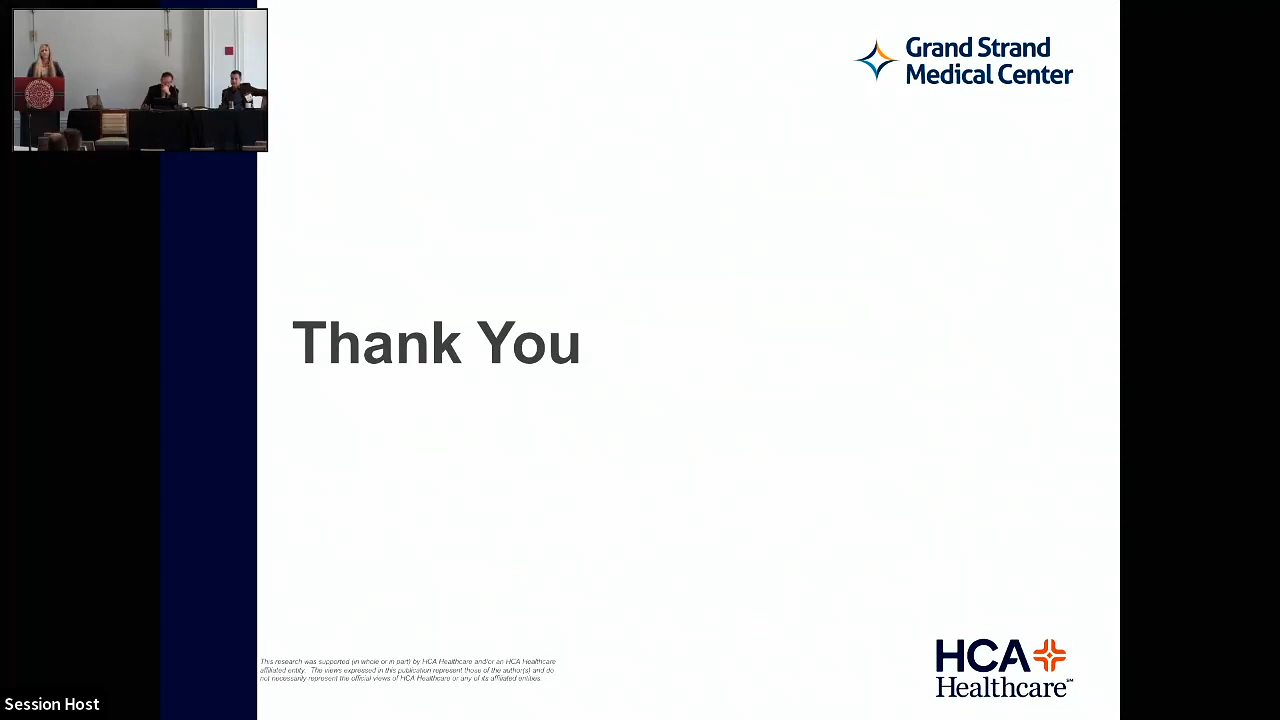 Grand Strand
Medical Center
Thank You
This research was supported (in whole or in part) by HCA Healthcare and/or an HCA Healthcare
affiliated entity. The views expressed in this publication represent those of the author(s) and do
not necessarily represent the official views of HCA Healthcare or any of its affiliated entities.
HCA
Healthcare℠
Session Host